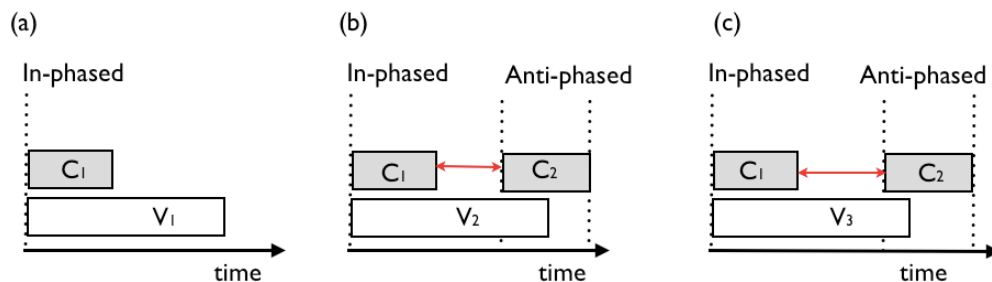 (a)
In-phased
C1
V1
time
(b)
In-phased
Anti-phased
C1
C2
V2
time
(c)
In-phased
Anti-phased
C1
C2
V3
time